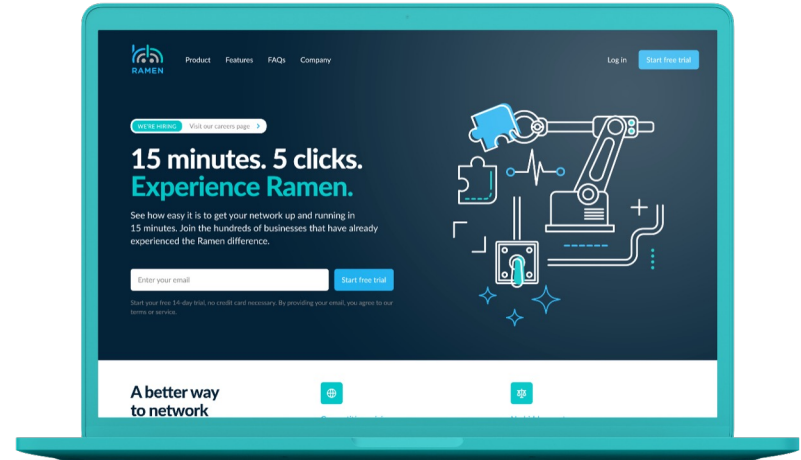 RAMEN
Product Features FAQs Company
Log in Start free trial
WE'RE HIRING Visit our careers page
15 minutes. 5 clicks.
Experience Ramen.
See how easy it is to get your network up and running in
15 minutes. Join the hundreds of businesses that have already
experienced the Ramen difference.
Enter your email Start free trial
Start your free 14-day trial, no credit card necessary. By providing your email, you agree to our
terms or service.
A better way
to network